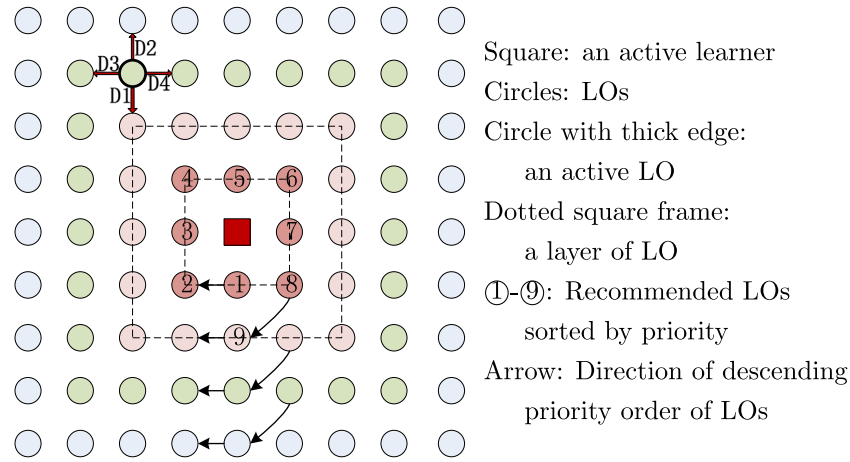 D2
D3
D4
D1
4 5 6
3 7
2 1 8
9
Square: an active learner
Circles: LOs
Circle with thick edge:
an active LO
Dotted square frame:
a layer of LO
①-⑨: Recommended LOs
sorted by priority
Arrow: Direction of descending
priority order of LOs